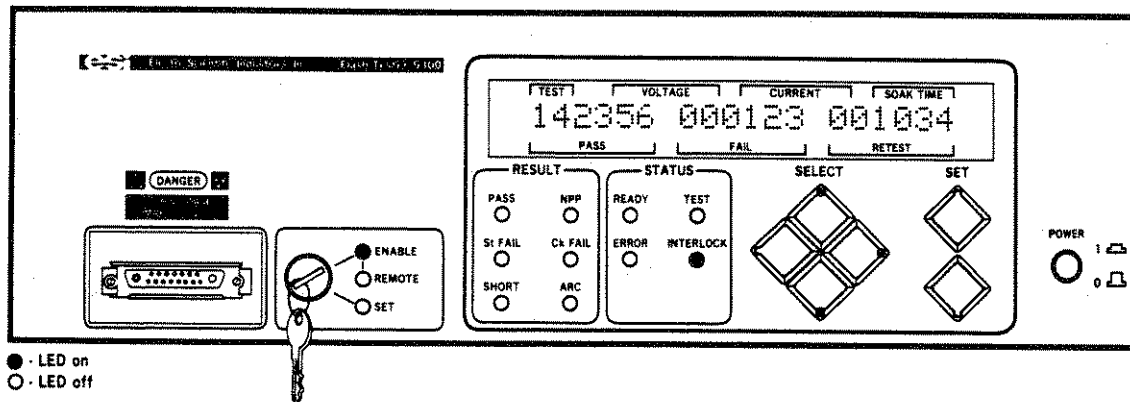 TEST VOLTAGE CURRENT SOAK TIME
142356 000123 001034
PASS FAIL RETEST
DANGER
RESULT
PASS NPP
St FAIL Ck FAIL
SHORT ARC
STATUS
READY TEST
ERROR INTERLOCK
SELECT
SET
POWER
1
0
ENABLE
REMOTE
SET
● - LED on
○ - LED off